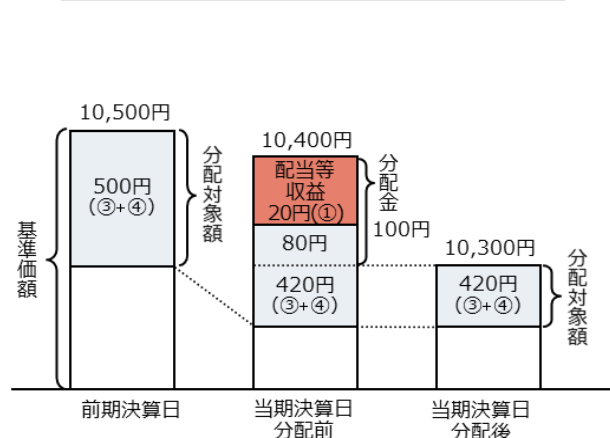 10,500円
500円
(③+④)
分配対象額
基準価額
前期決算日
10,400円
配当等
収益
20円(①)
80円
420円
(③+④)
分配金
100円
当期決算日
分配前
10,300円
420円
(③+④)
分配対象額
当期決算日
分配後